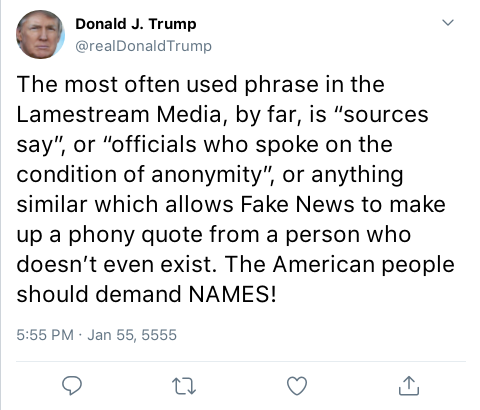 Donald J. Trump
@realDonaldTrump
The most often used phrase in the
Lamestream Media, by far, is “sources
say”, or “officials who spoke on the
condition of anonymity”, or anything
similar which allows Fake News to make
up a phony quote from a person who
doesn’t even exist. The American people
should demand NAMES!
5:55 PM · Jan 55, 5555